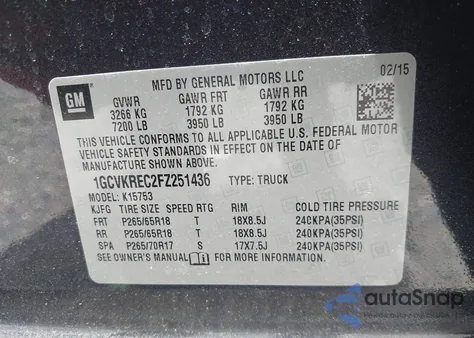 MFD BY GENERAL MOTORS LLC 02/15
GM
GVWR GAWR FRT GAWR RR
3266 KG 1792 KG 1792 KG
7200 LB 3950 LB 3950 LB
THIS VEHICLE CONFORMS TO ALL APPLICABLE U.S. FEDERAL MOTOR
VEHICLE SAFETY, BUMPER, AND THEFT PREVENTION STANDARDS IN EFFECT ON THE DATE OF
MANUFACTURE SHOWN ABOVE.
1GCVKREC2FZ251436 TYPE: TRUCK
MODEL: K15753
KJFG TIRE SIZE SPEED RTG RIM COLD TIRE PRESSURE
FRT P265/65R18 T 18X8.5J 240KPA(35PSI)
RR P265/65R18 T 18X8.5J 240KPA(35PSI)
SPA P265/70R17 S 17X7.5J 240KPA(35PSI)
SEE OWNER'S MANUAL FOR MORE INFORMATION
autoSnap